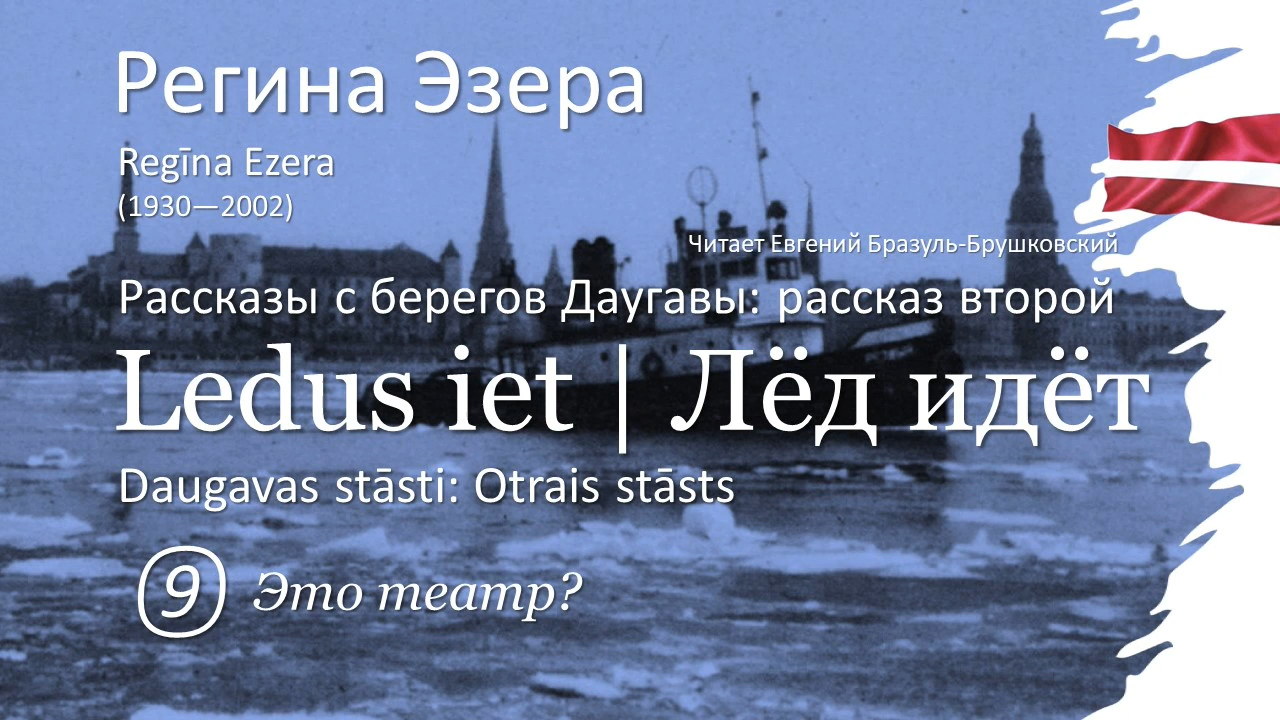 Регина Эзера
Regīna Ezera
(1930—2002)
Читает Евгений Бразуль-Брушковский
Рассказы с берегов Даугавы: рассказ второй
Ledus iet | Лёд идёт
Daugavas stāsti: Otrais stāsts
9 Это театр?